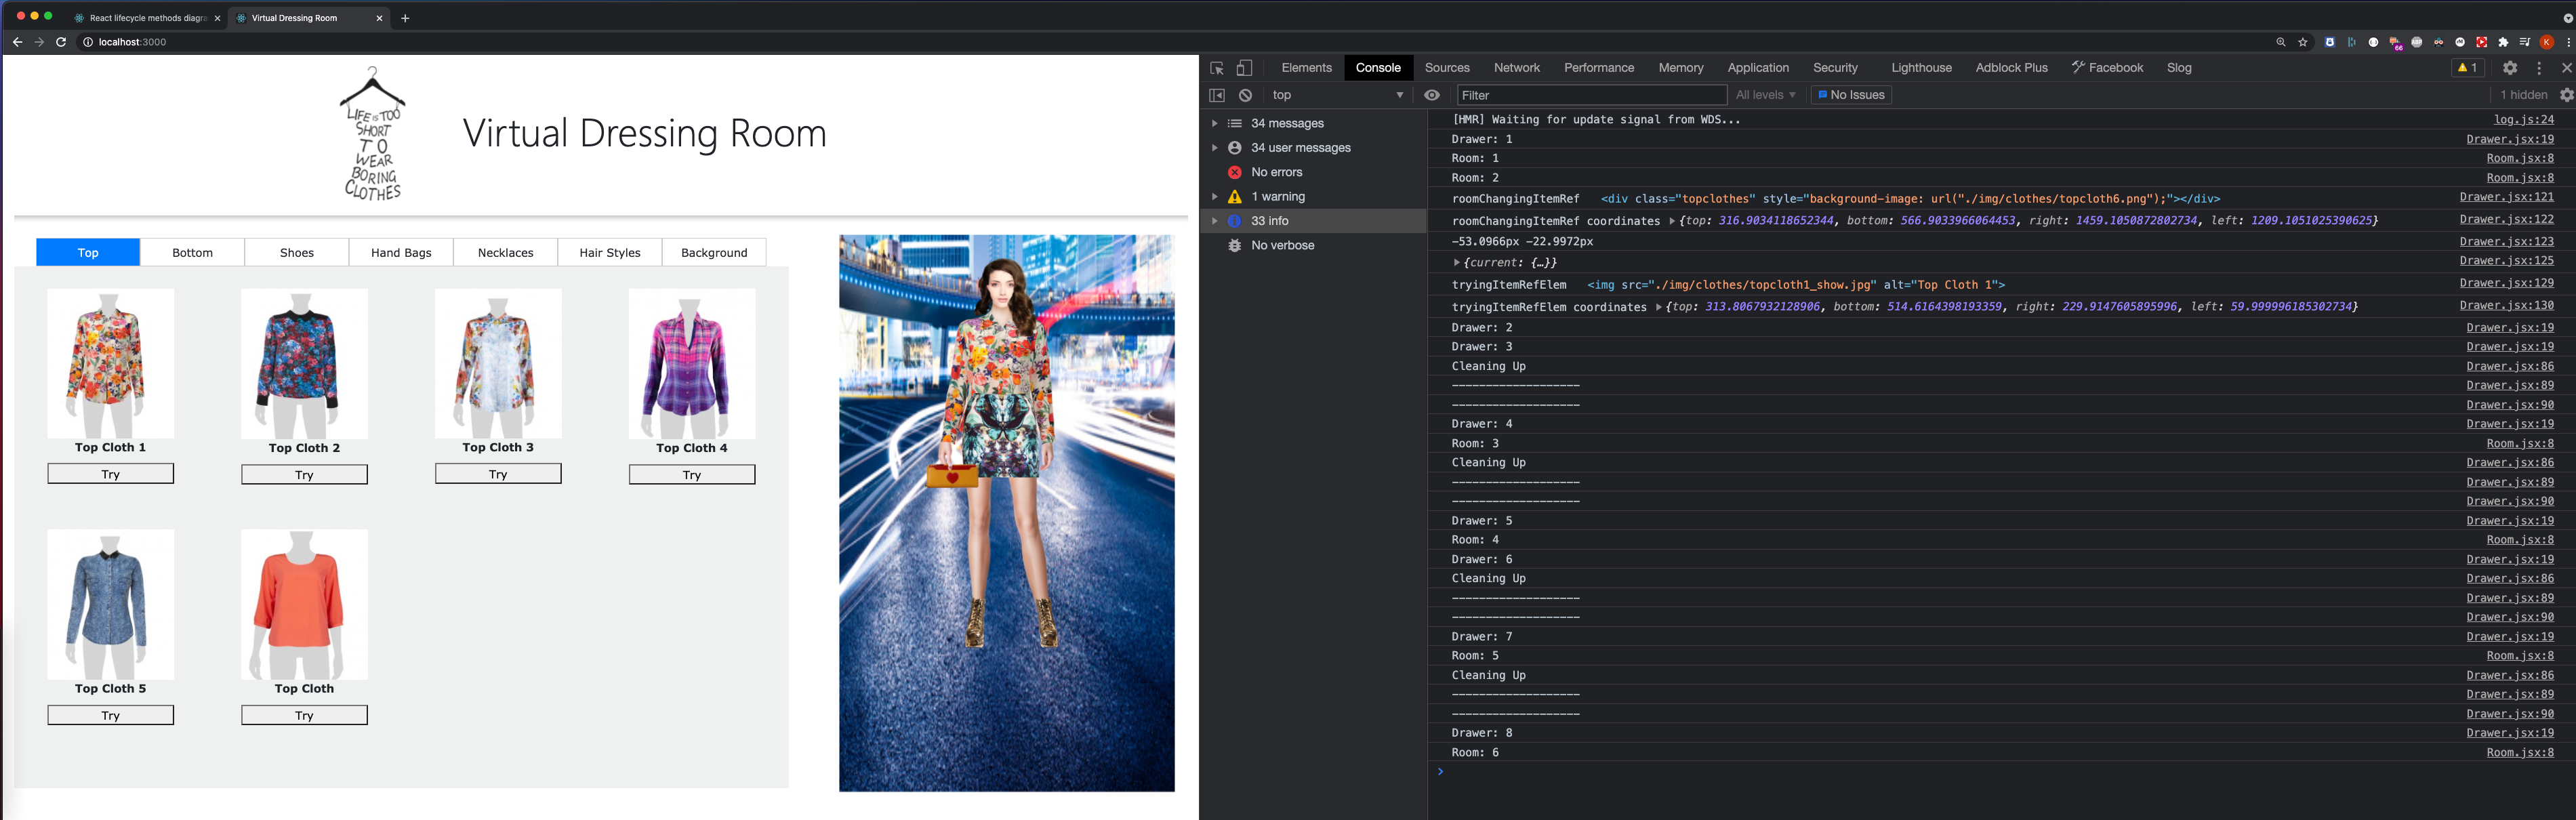 React lifecycle methods diagra
Virtual Dressing Room
localhost:3000
66
K
LIFE IS TOO
SHORT
TO
WEAR
BORING
CLOTHES
Virtual Dressing Room
Top Bottom Shoes Hand Bags Necklaces Hair Styles Background
Top Cloth 1 Top Cloth 2 Top Cloth 3 Top Cloth 4
Try Try Try Try
Top Cloth 5 Top Cloth
Try Try
Elements Console Sources Network Performance Memory Application Security Lighthouse Adblock Plus Facebook Slog 1
top Filter All levels No Issues 1 hidden
34 messages
34 user messages
No errors
1 warning
33 info
No verbose
[HMR] Waiting for update signal from WDS... log.js:24
Drawer: 1 Drawer.jsx:19
Room: 1 Room.jsx:8
Room: 2 Room.jsx:8
roomChangingItemRef <div class="topclothes" style="background-image: url("./img/clothes/topcloth6.png");"></div> Drawer.jsx:121
roomChangingItemRef coordinates {top: 316.9034118652344, bottom: 566.9033966064453, right: 1459.1050872802734, left: 1209.1051025390625} Drawer.jsx:122
-53.0966px -22.9972px Drawer.jsx:123
{current: {…}} Drawer.jsx:125
tryingItemRefElem <img src="./img/clothes/topcloth1_show.jpg" alt="Top Cloth 1"> Drawer.jsx:129
tryingItemRefElem coordinates {top: 313.8067932128906, bottom: 514.6164398193359, right: 229.9147605895996, left: 59.999996185302734} Drawer.jsx:130
Drawer: 2 Drawer.jsx:19
Drawer: 3 Drawer.jsx:19
Cleaning Up Drawer.jsx:86
------------------- Drawer.jsx:89
------------------- Drawer.jsx:90
Drawer: 4 Drawer.jsx:19
Room: 3 Room.jsx:8
Cleaning Up Drawer.jsx:86
------------------- Drawer.jsx:89
------------------- Drawer.jsx:90
Drawer: 5 Drawer.jsx:19
Room: 4 Room.jsx:8
Drawer: 6 Drawer.jsx:19
Cleaning Up Drawer.jsx:86
------------------- Drawer.jsx:89
------------------- Drawer.jsx:90
Drawer: 7 Drawer.jsx:19
Room: 5 Room.jsx:8
Cleaning Up Drawer.jsx:86
------------------- Drawer.jsx:89
------------------- Drawer.jsx:90
Drawer: 8 Drawer.jsx:19
Room: 6 Room.jsx:8